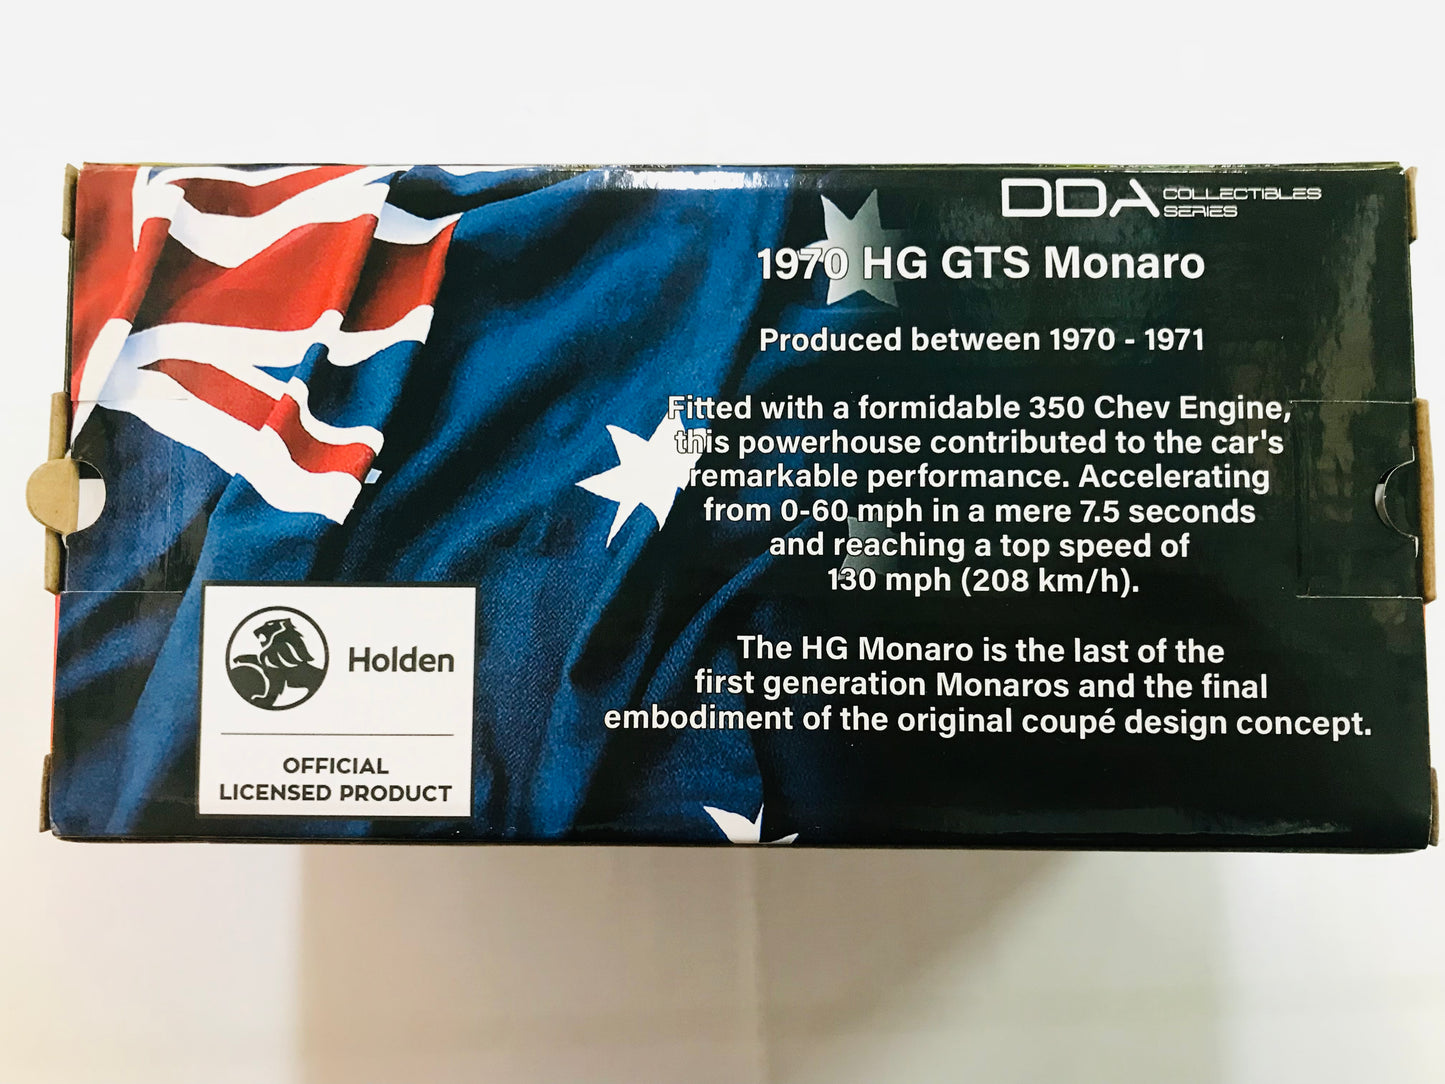 DDA COLLECTIBLES
SERIES
1970 HG GTS Monaro
Produced between 1970 - 1971
Fitted with a formidable 350 Chev Engine,
this powerhouse contributed to the car's
remarkable performance. Accelerating
from 0-60 mph in a mere 7.5 seconds
and reaching a top speed of
130 mph (208 km/h).
The HG Monaro is the last of the
first generation Monaros and the final
embodiment of the original coupé design concept.
Holden
OFFICIAL
LICENSED PRODUCT